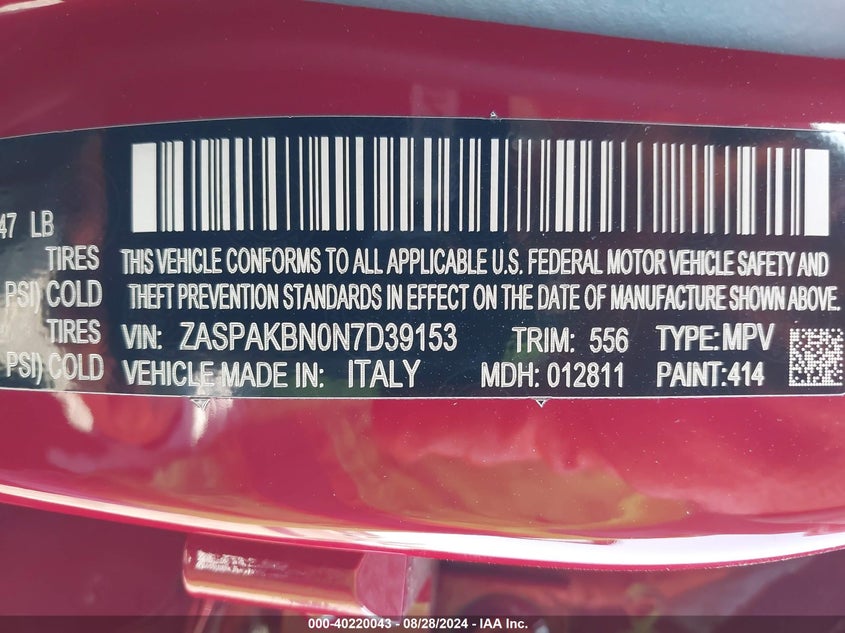 47 LB
TIRES
PSI) COLD
TIRES
PSI) COLD
THIS VEHICLE CONFORMS TO ALL APPLICABLE U.S. FEDERAL MOTOR VEHICLE SAFETY AND
THEFT PREVENTION STANDARDS IN EFFECT ON THE DATE OF MANUFACTURE SHOWN ABOVE.
VIN: ZASPAKBN0N7D39153 TRIM: 556 TYPE:MPV
VEHICLE MADE IN: ITALY MDH: 012811 PAINT:414
000-40220043 - 08/28/2024 - © IAA Inc.